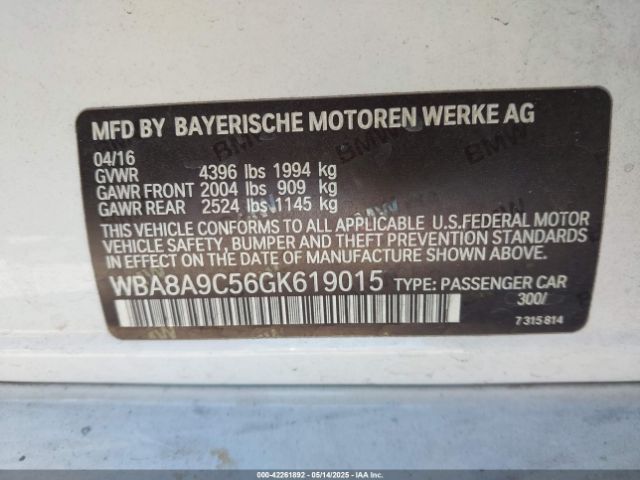 MFD BY BAYERISCHE MOTOREN WERKE AG
04/16
GVWR 4396 lbs 1994 kg
GAWR FRONT 2004 lbs 909 kg
GAWR REAR 2524 lbs 1145 kg
THIS VEHICLE CONFORMS TO ALL APPLICABLE U.S.FEDERAL MOTOR
VEHICLE SAFETY, BUMPER AND THEFT PREVENTION STANDARDS
IN EFFECT ON THE DATE OF MANUFACTURE SHOWN ABOVE.
WBA8A9C56GK619015 TYPE: PASSENGER CAR
300/
7315814
000-42261892 | 05/14/2025 | IAAI.COM